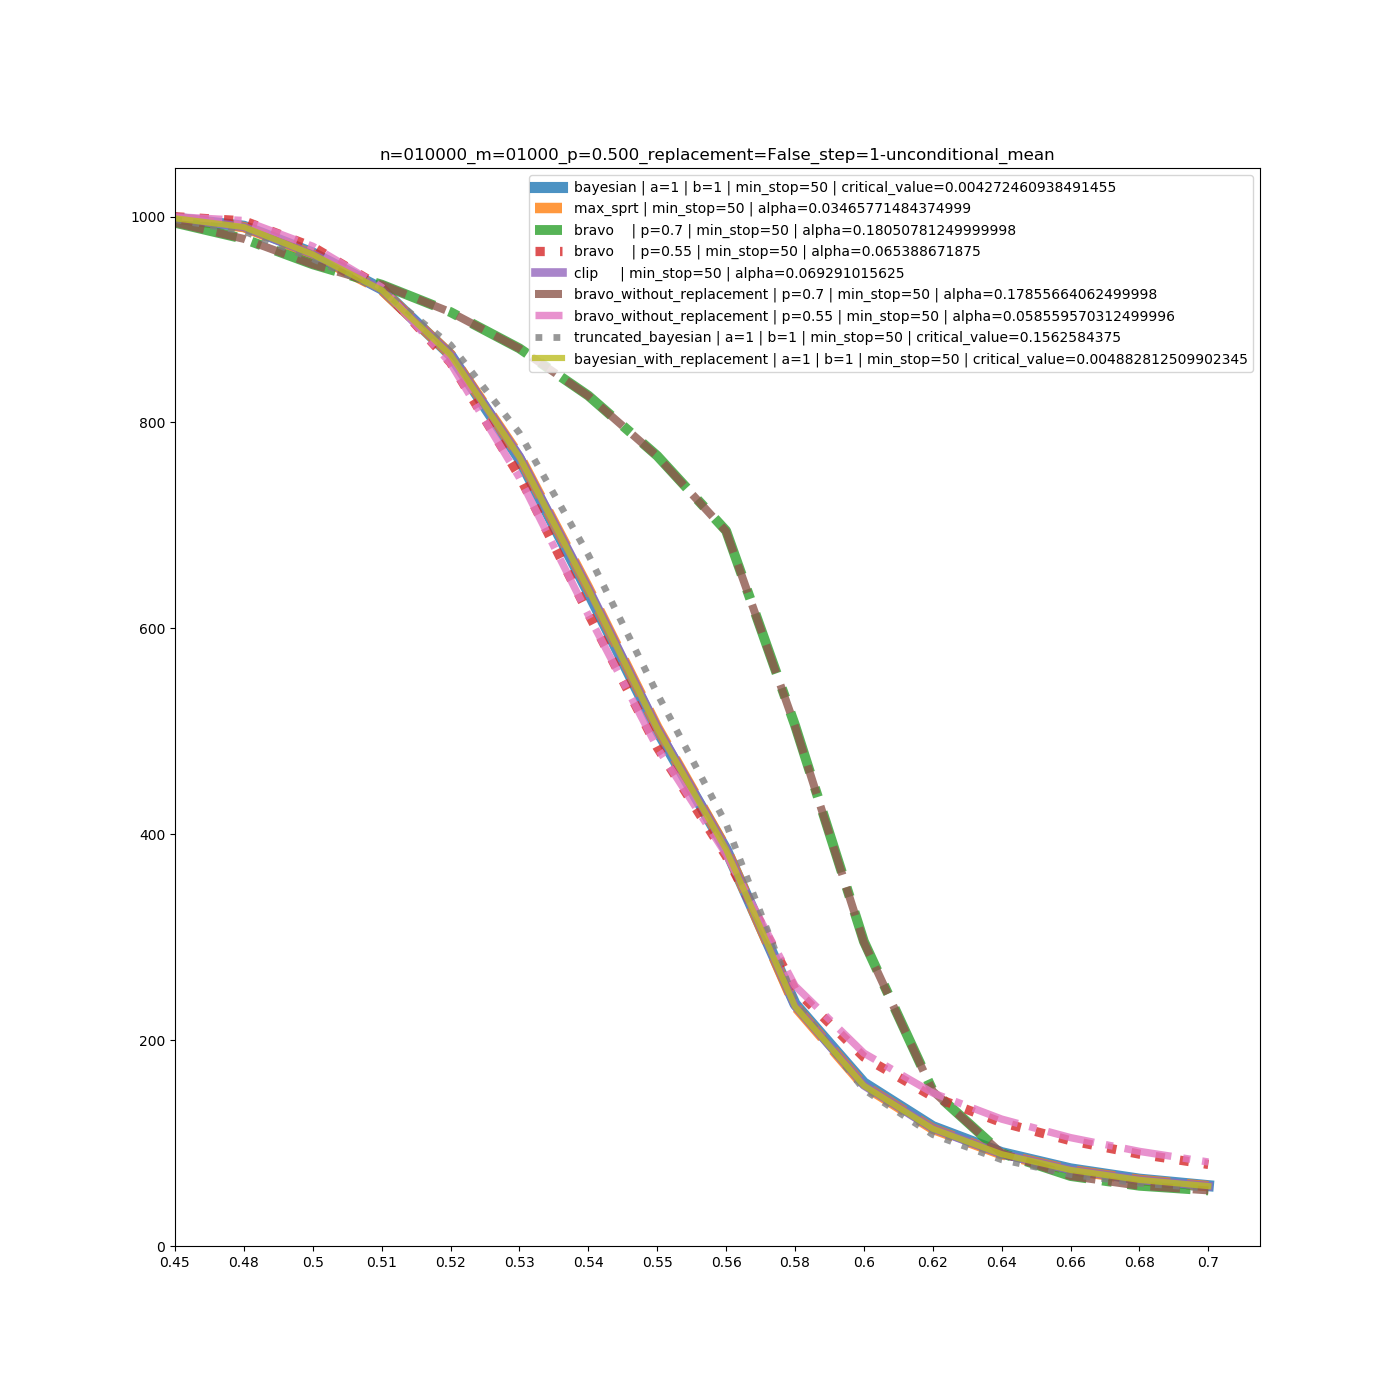 n=010000_m=01000_p=0.500_replacement=False_step=1-unconditional_mean
bayesian | a=1 | b=1 | min_stop=50 | critical_value=0.004272460938491455
max_sprt | min_stop=50 | alpha=0.03465771484374999
bravo    | p=0.7 | min_stop=50 | alpha=0.18050781249999998
bravo    | p=0.55 | min_stop=50 | alpha=0.065388671875
clip     | min_stop=50 | alpha=0.069291015625
bravo_without_replacement | p=0.7 | min_stop=50 | alpha=0.17855664062499998
bravo_without_replacement | p=0.55 | min_stop=50 | alpha=0.058559570312499996
truncated_bayesian | a=1 | b=1 | min_stop=50 | critical_value=0.1562584375
bayesian_with_replacement | a=1 | b=1 | min_stop=50 | critical_value=0.004882812509902345
1000
800
600
400
200
0
0.45 0.48 0.5 0.51 0.52 0.53 0.54 0.55 0.56 0.58 0.6 0.62 0.64 0.66 0.68 0.7